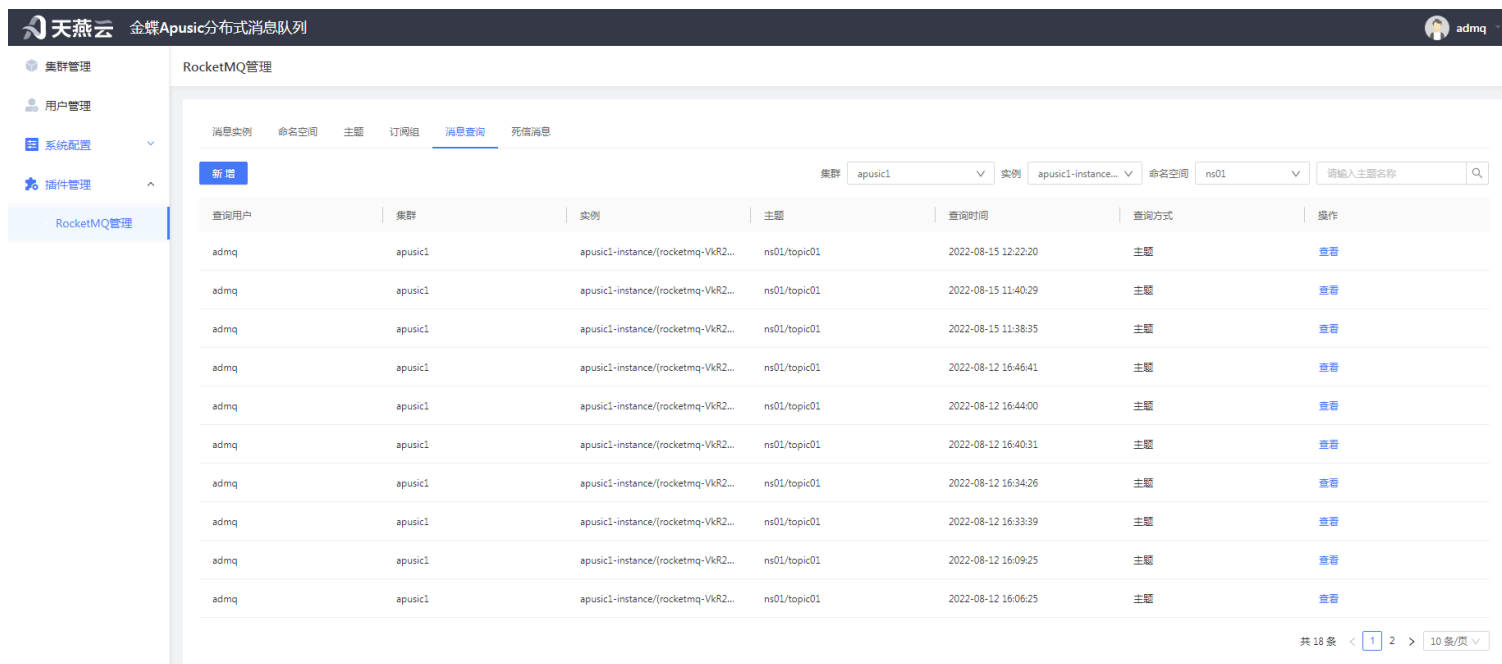 天燕云 金蝶Apusic分布式消息队列 admq
集群管理
用户管理
系统配置
插件管理
RocketMQ管理
RocketMQ管理
消息实例 命名空间 主题 订阅组 消息查询 死信消息
新增 集群 apusic1 实例 apusic1-instance... 命名空间 ns01 请输入主题名称
查询用户 集群 实例 主题 查询时间 查询方式 操作
admq apusic1 apusic1-instance/(rocketmq-VkR2... ns01/topic01 2022-08-15 12:22:20 主题 查看
admq apusic1 apusic1-instance/(rocketmq-VkR2... ns01/topic01 2022-08-15 11:40:29 主题 查看
admq apusic1 apusic1-instance/(rocketmq-VkR2... ns01/topic01 2022-08-15 11:38:35 主题 查看
admq apusic1 apusic1-instance/(rocketmq-VkR2... ns01/topic01 2022-08-12 16:46:41 主题 查看
admq apusic1 apusic1-instance/(rocketmq-VkR2... ns01/topic01 2022-08-12 16:44:00 主题 查看
admq apusic1 apusic1-instance/(rocketmq-VkR2... ns01/topic01 2022-08-12 16:40:31 主题 查看
admq apusic1 apusic1-instance/(rocketmq-VkR2... ns01/topic01 2022-08-12 16:34:26 主题 查看
admq apusic1 apusic1-instance/(rocketmq-VkR2... ns01/topic01 2022-08-12 16:33:39 主题 查看
admq apusic1 apusic1-instance/(rocketmq-VkR2... ns01/topic01 2022-08-12 16:09:25 主题 查看
admq apusic1 apusic1-instance/(rocketmq-VkR2... ns01/topic01 2022-08-12 16:06:25 主题 查看
共 18 条 < 1 2 > 10 条/页